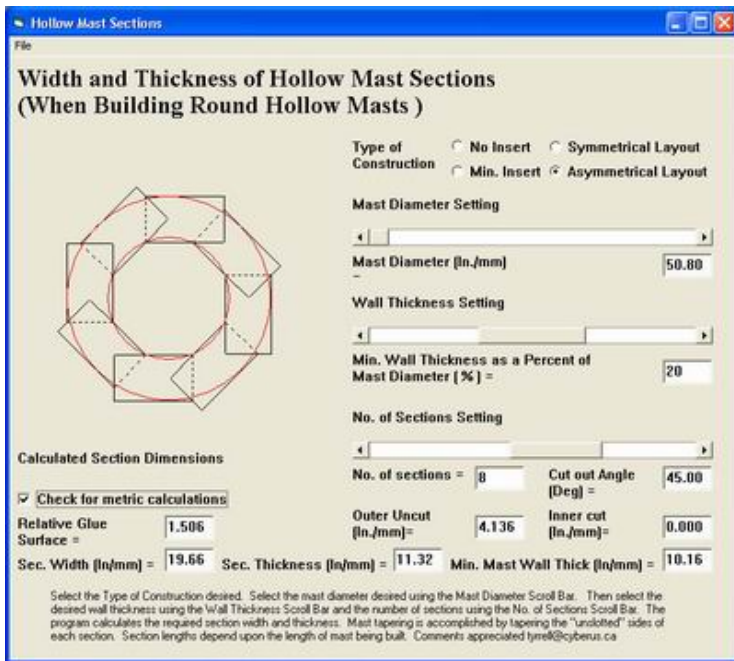 Hollow Mast Sections
File
Width and Thickness of Hollow Mast Sections
(When Building Round Hollow Masts )
Type of Construction
No Insert
Symmetrical Layout
Min. Insert
Asymmetrical Layout
Mast Diameter Setting
Mast Diameter (In./mm) =
50.80
Wall Thickness Setting
Min. Wall Thickness as a Percent of
Mast Diameter ( % ) =
20
No. of Sections Setting
Calculated Section Dimensions
No. of sections =
8
Cut out Angle
(Deg) =
45.00
Check for metric calculations
Relative Glue
Surface =
1.506
Outer Uncut
(In./mm)=
4.136
Inner cut
(In./mm)=
0.000
Sec. Width (In/mm) =
19.66
Sec. Thickness (In/mm) =
11.32
Min. Mast Wall Thick (In/mm) =
10.16
Select the Type of Construction desired. Select the mast diameter desired using the Mast Diameter Scroll Bar. Then select the
desired wall thickness using the Wall Thickness Scroll Bar and the number of sections using the No. of Sections Scroll Bar. The
program calculates the required section width and thickness. Mast tapering is accomplished by tapering the "unslotted" sides of
each section. Section lengths depend upon the length of mast being built. Comments appreciated tyrrell@cyberus.ca